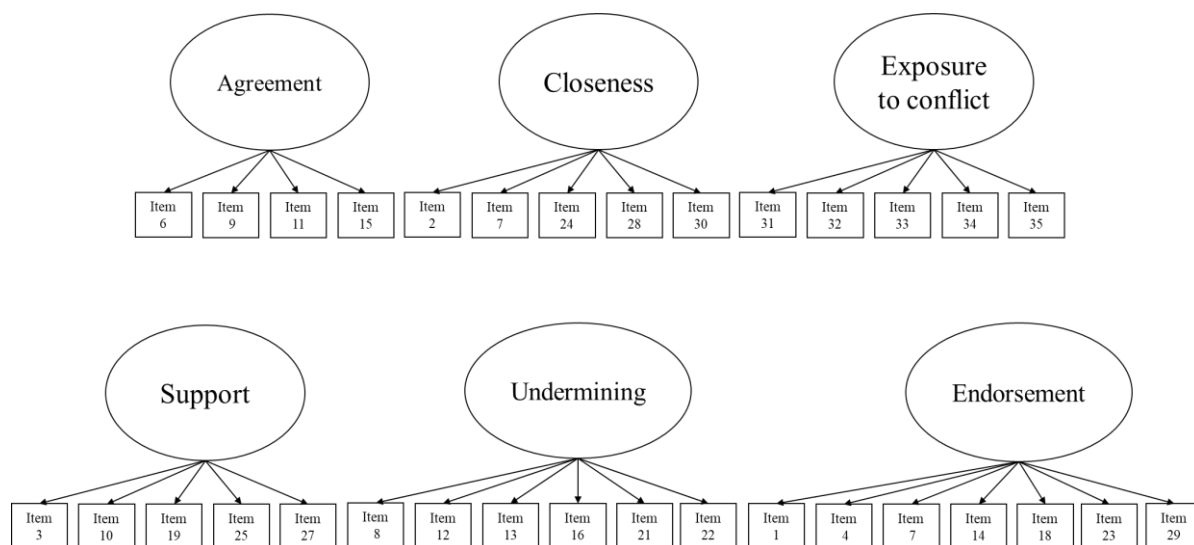 Agreement
Closeness
Exposure
to conflict
Item
6
Item
9
Item
11
Item
15
Item
2
Item
7
Item
24
Item
28
Item
30
Item
31
Item
32
Item
33
Item
34
Item
35
Support
Undermining
Endorsement
Item
3
Item
10
Item
19
Item
25
Item
27
Item
8
Item
12
Item
13
Item
16
Item
21
Item
22
Item
1
Item
4
Item
7
Item
14
Item
18
Item
23
Item
29